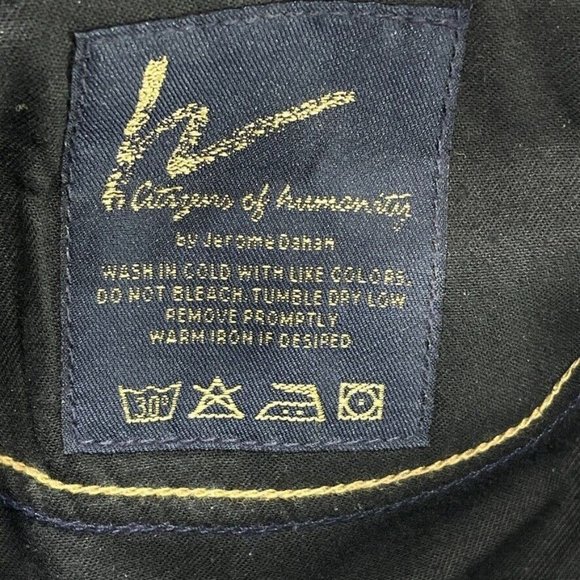 Citizens of humanity
by Jerome Dahan
WASH IN COLD WITH LIKE COLORS.
DO NOT BLEACH. TUMBLE DRY LOW
REMOVE PROMPTLY
WARM IRON IF DESIRED
30°